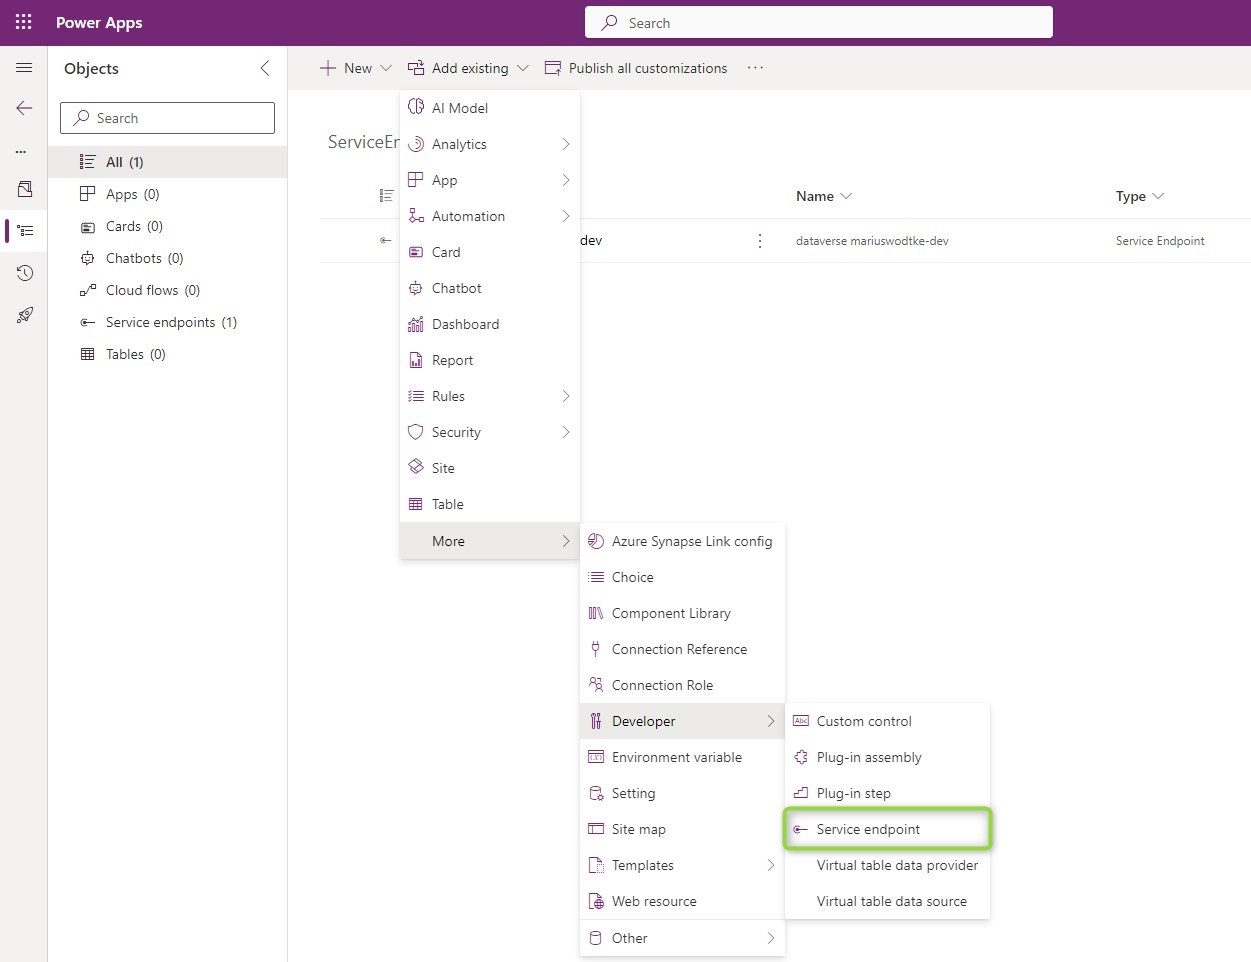 Power Apps
Search
Objects
Search
All (1)
Apps (0)
Cards (0)
Chatbots (0)
Cloud flows (0)
Service endpoints (1)
Tables (0)
New
Add existing
Publish all customizations
ServiceEn
Name
Type
dev
dataverse mariuswodtke-dev
Service Endpoint
AI Model
Analytics
App
Automation
Card
Chatbot
Dashboard
Report
Rules
Security
Site
Table
More
Azure Synapse Link config
Choice
Component Library
Connection Reference
Connection Role
Developer
Environment variable
Setting
Site map
Templates
Web resource
Other
Abc
Custom control
Plug-in assembly
Plug-in step
Service endpoint
Virtual table data provider
Virtual table data source